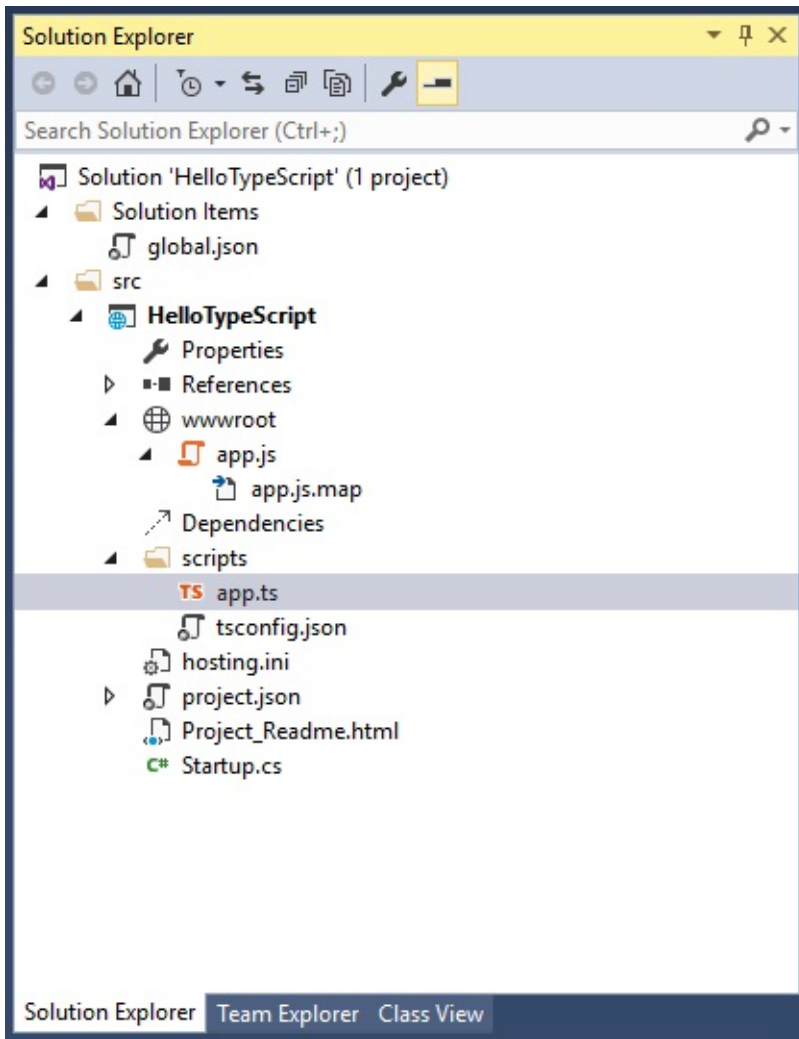 Solution Explorer
Search Solution Explorer (Ctrl+;)
Solution 'HelloTypeScript' (1 project)
Solution Items
global.json
src
HelloTypeScript
Properties
References
wwwroot
app.js
app.js.map
Dependencies
scripts
TS app.ts
tsconfig.json
hosting.ini
project.json
Project_Readme.html
C# Startup.cs
Solution Explorer Team Explorer Class View